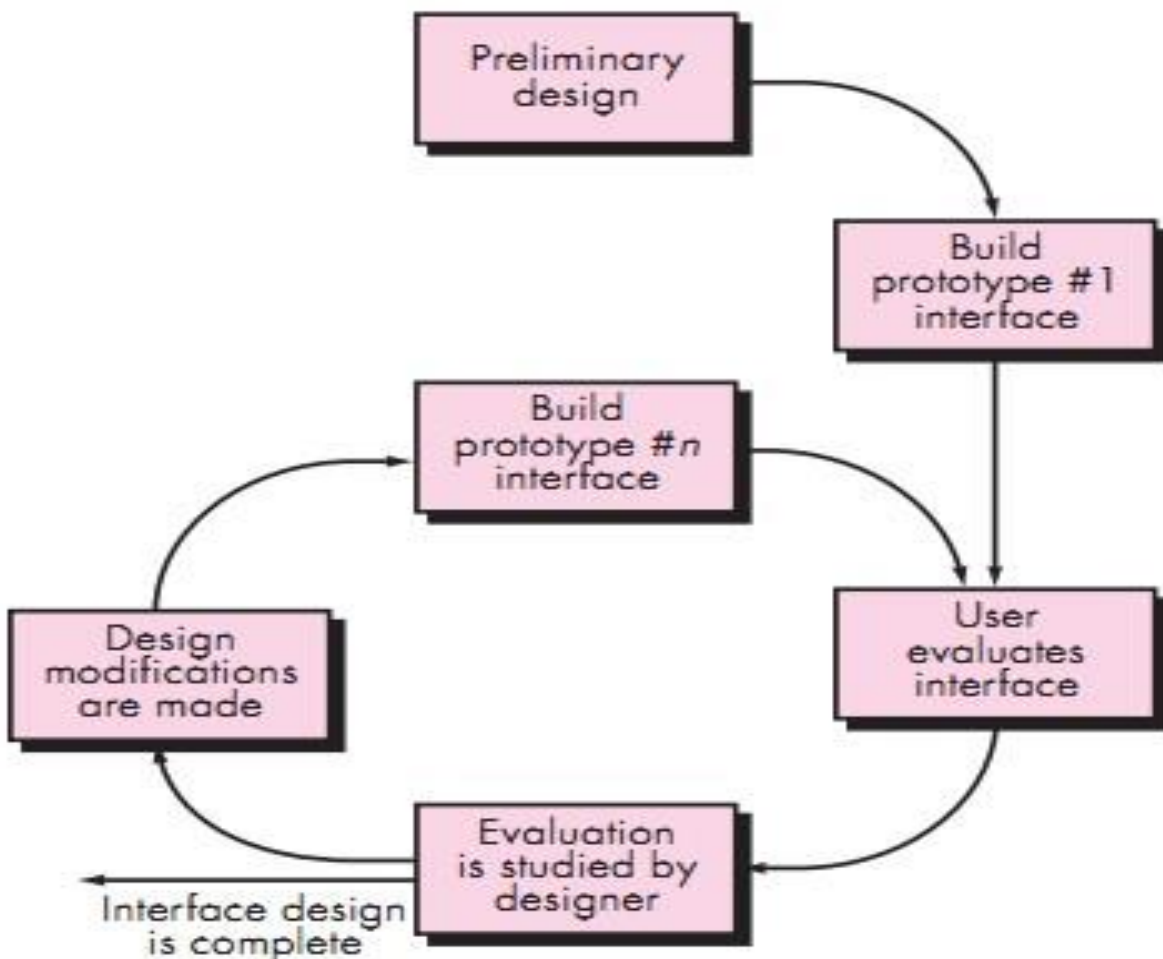 Preliminary
design
Build
prototype #1
interface
Build
prototype #n
interface
User
evaluates
interface
Design
modifications
are made
Evaluation
is studied by
designer
Interface design
is complete